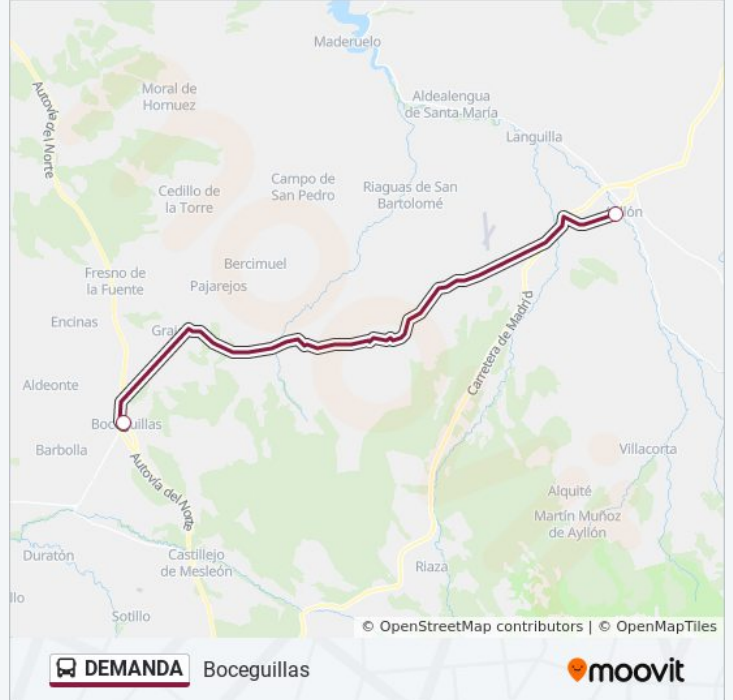 Maderuelo
Moral de
Hornuez
Aldealengua
de Santa María
Autovía del Norte
Languilla
Campo de
San Pedro
Riaguas de San
Bartolomé
Cedillo de
la Torre
Bercimuel
Fresno de
la Fuente
Pajarejos
Encinas
Carretera de Madrid
Aldeonte
Barbolla
Villacorta
Autovía del Norte
Alquité
Martín Muñoz
de Ayllón
Duratón
Castillejo
de Mesleón
Riaza
Sotillo
© OpenStreetMap contributors | © OpenMapTiles
DEMANDA
Boceguillas
moovit